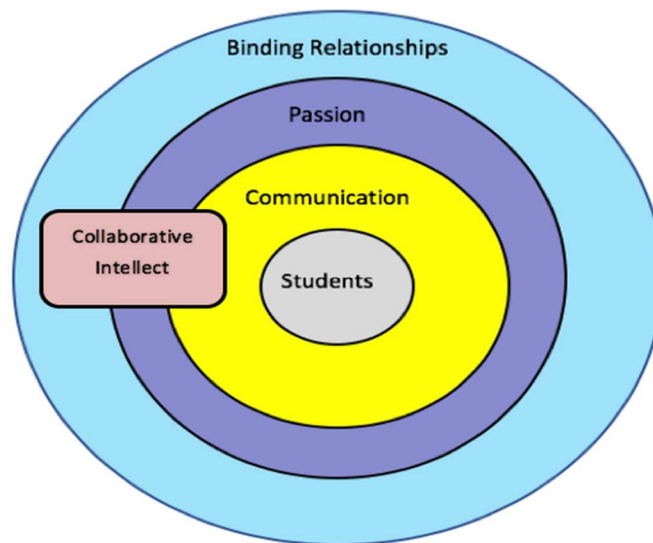 Binding Relationships
Passion
Communication
Collaborative
Intellect
Students